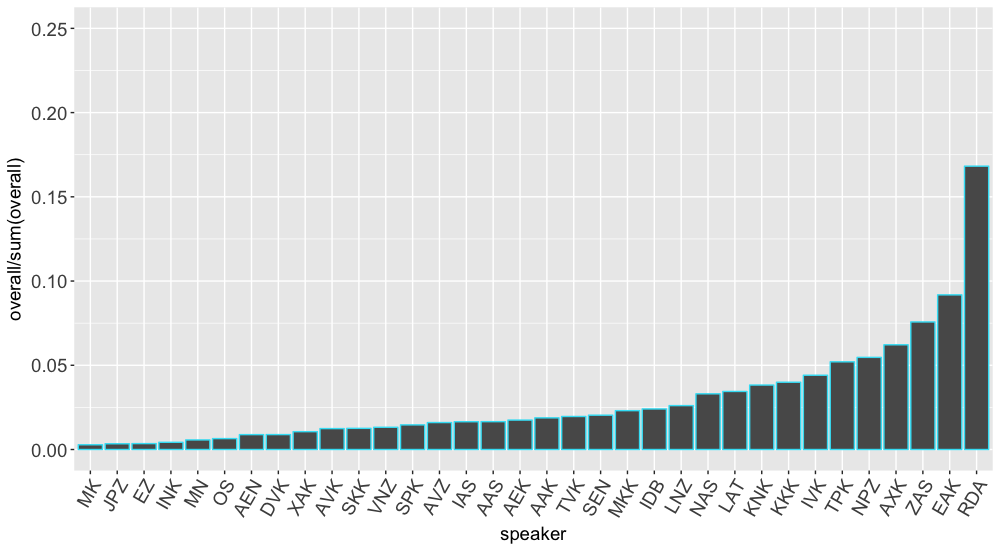 overall/sum(overall)
0.25
0.20
0.15
0.10
0.05
0.00
MK JPZ EZ INK MN OS AEN DVK XAK AVK SKK VNZ SPK AVZ IAS AAS AEK AAK TVK SEN MKK IDB LNZ NAS LAT KNK KKK IVK TPK NPZ AXK ZAS EAK RDA
speaker